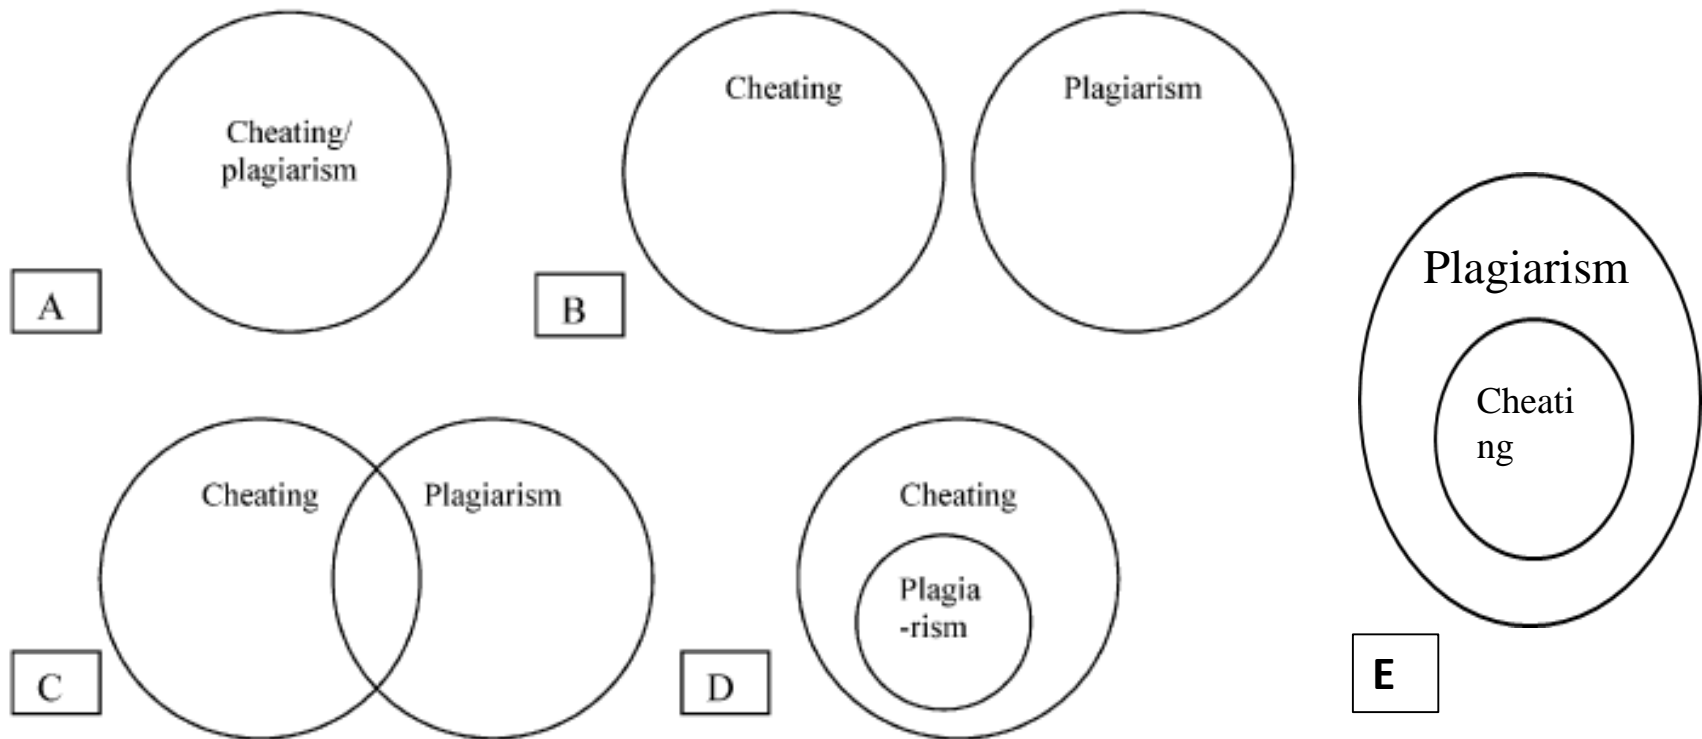 Cheating/
plagiarism
A
Cheating
Plagiarism
B
Plagiarism
Cheati
ng
E
Cheating
Plagiarism
C
Cheating
Plagia
-rism
D